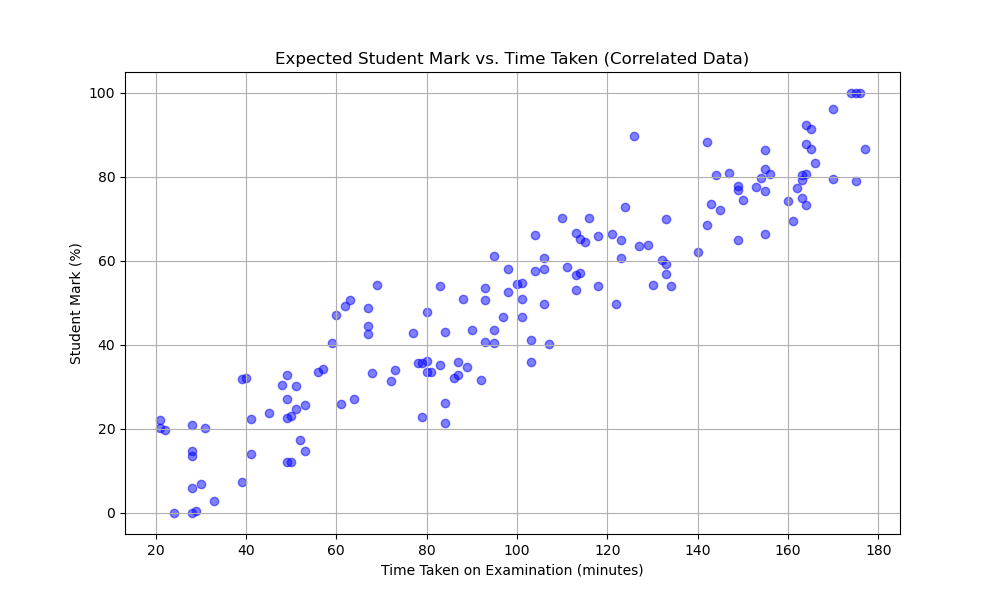 Expected Student Mark vs. Time Taken (Correlated Data)
Student Mark (%)
100
80
60
40
20
0
20 40 60 80 100 120 140 160 180
Time Taken on Examination (minutes)